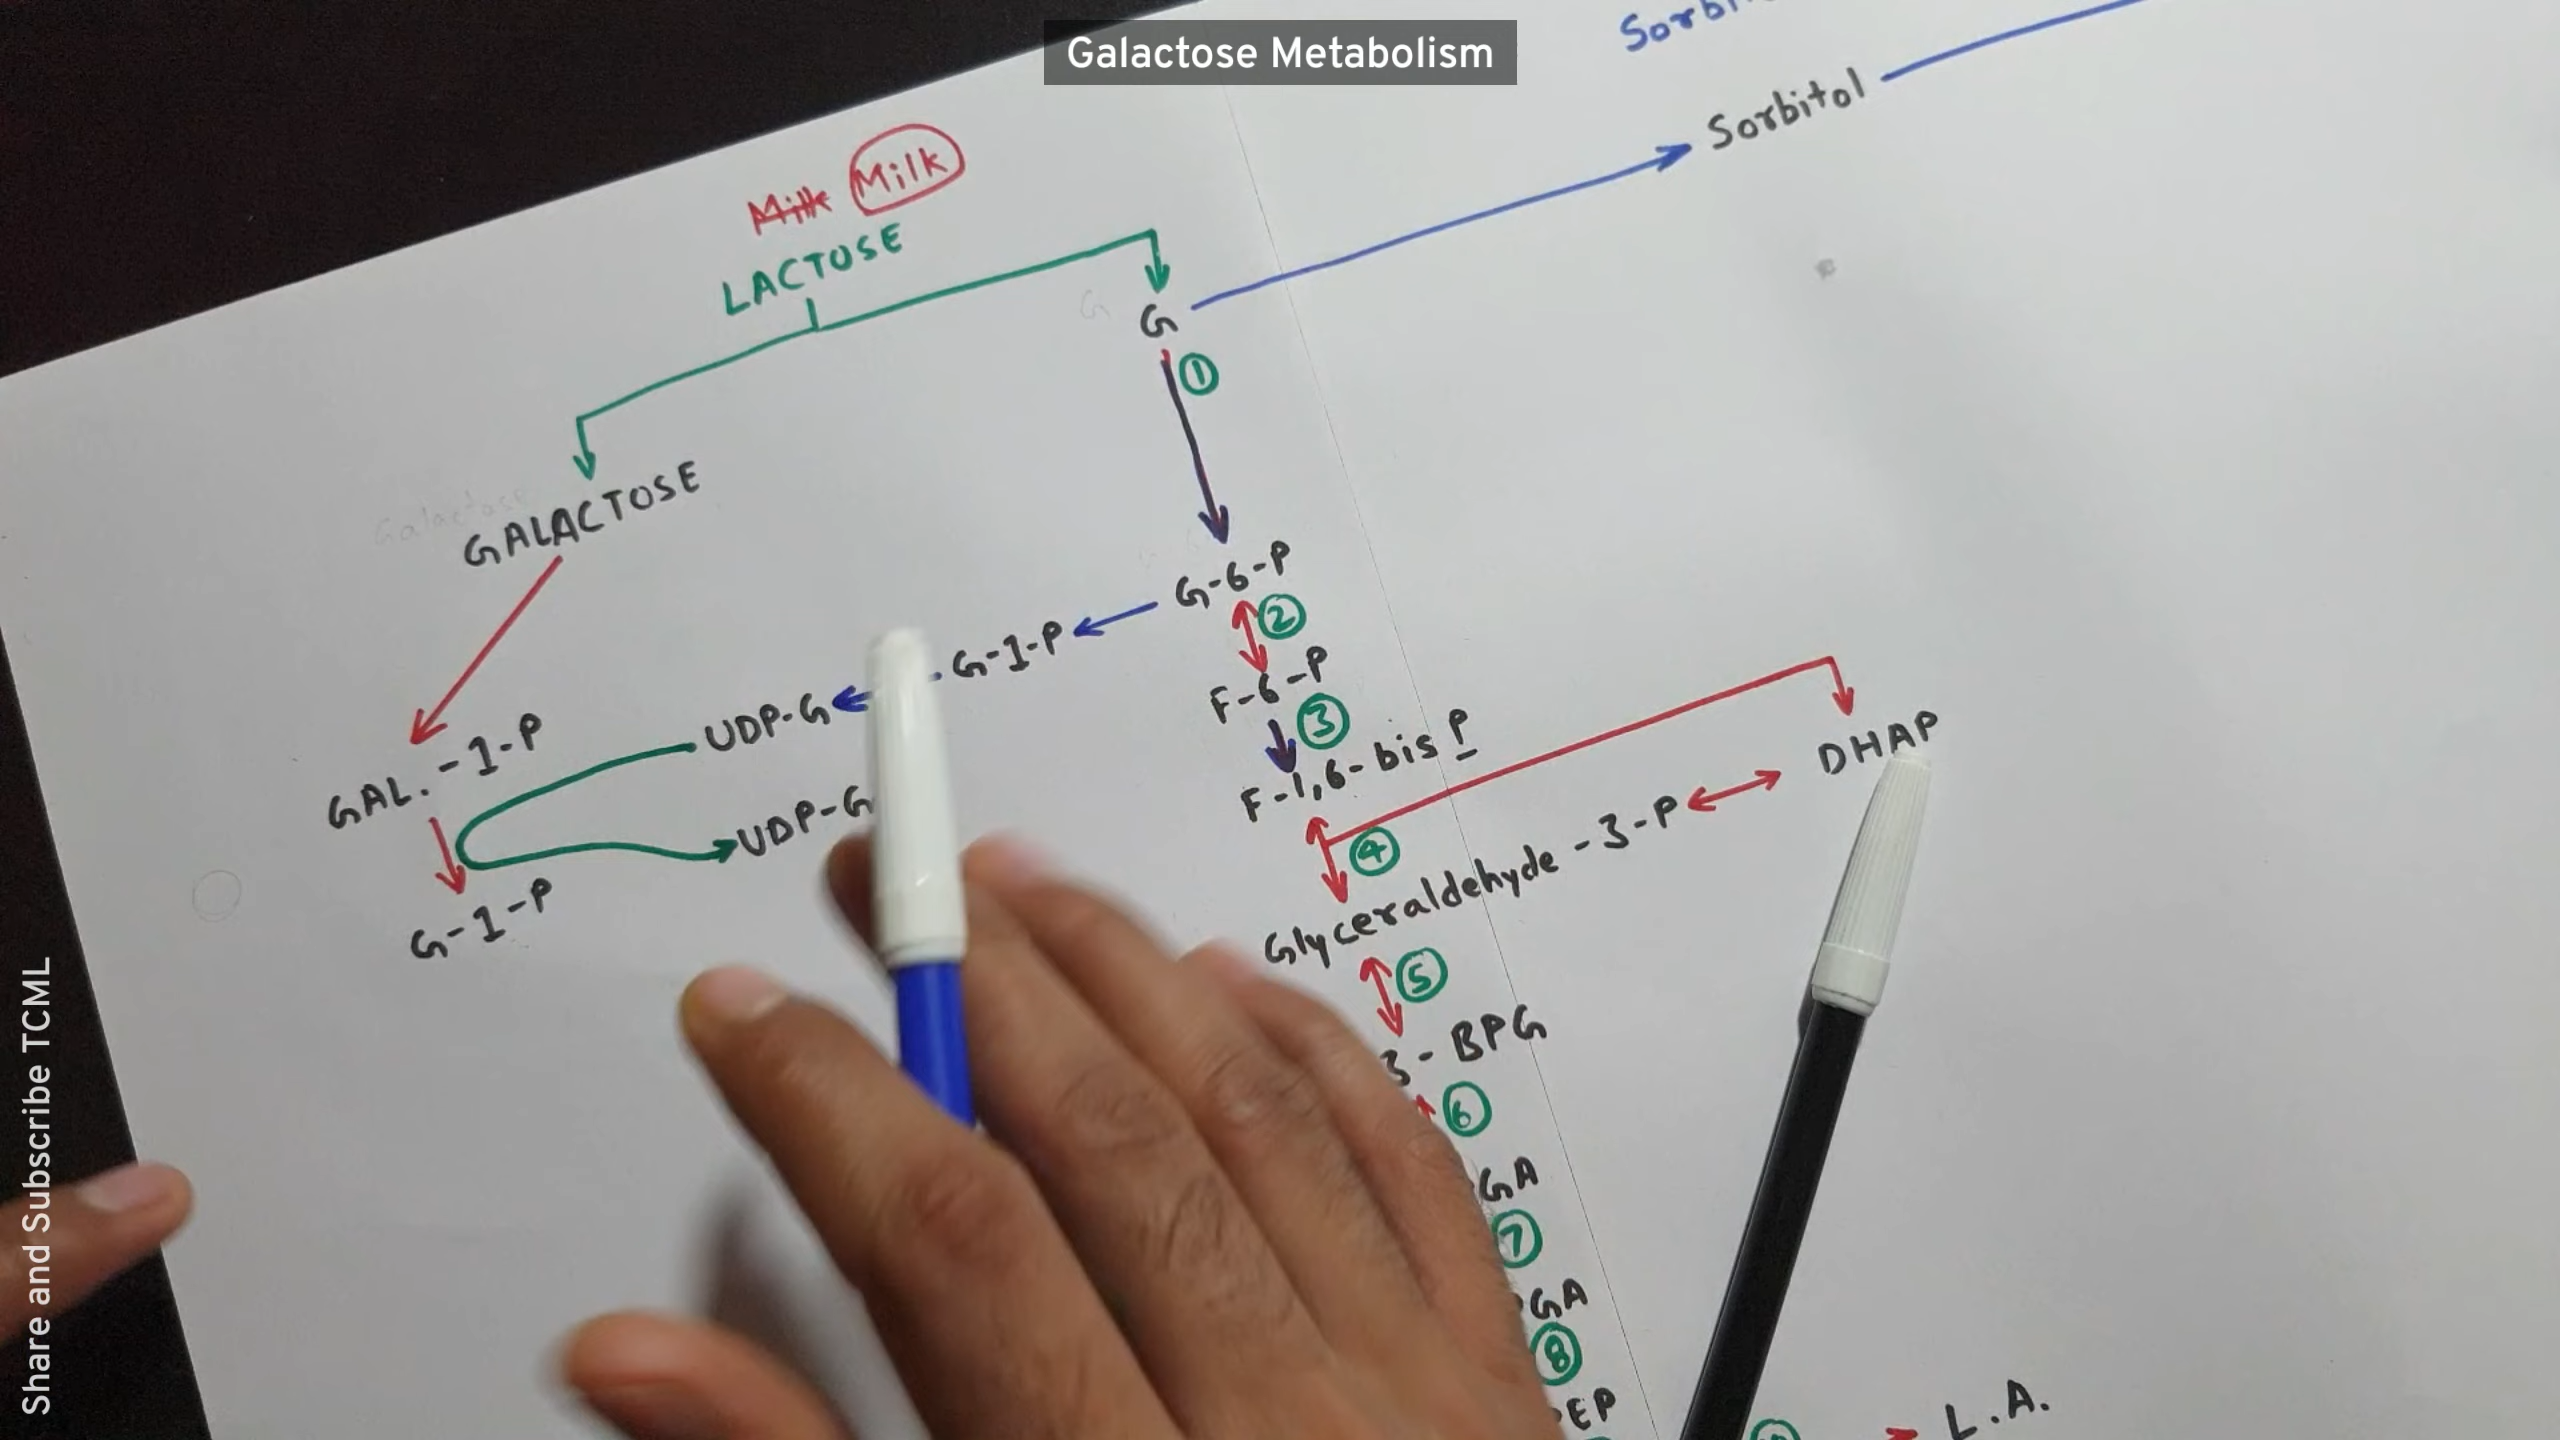 Galactose Metabolism
Sorbitol
Milk Milk
LACTOSE
G
①
GALACTOSE
G-6-P
②
G-1-P
F-6-P
③
UDP-G
F-1,6-bis P
DHAP
GAL.-1-P
UDP-G
④
Glyceraldehyde-3-P
G-1-P
⑤
3-BPG
⑥
GA
⑦
GA
⑧
EP
L.A.
Share and Subscribe TCML